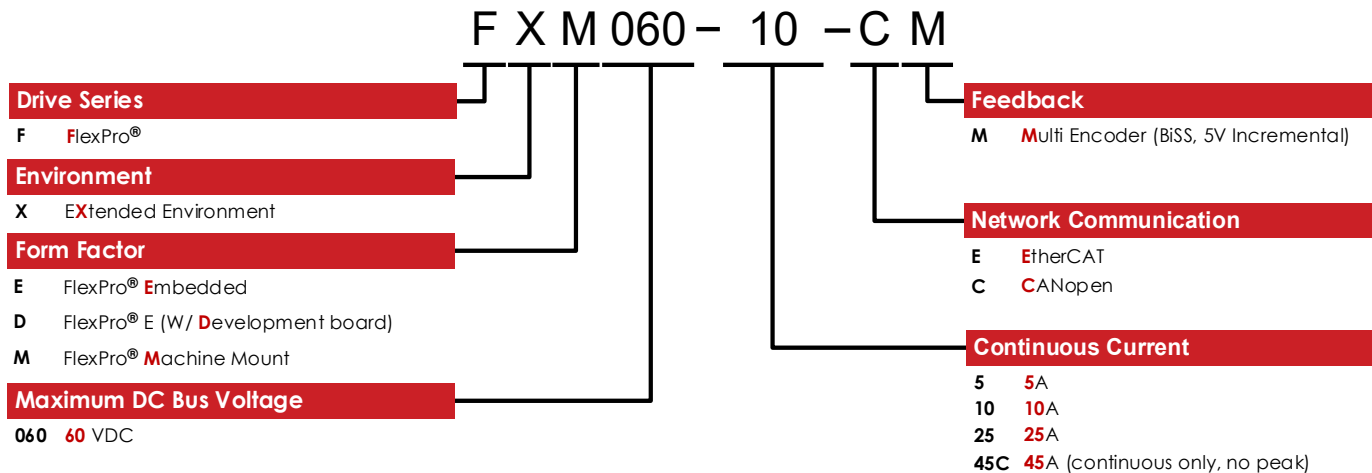 F X M 060 – 10 – C M
Drive Series
F FlexPro®
Environment
X EXtended Environment
Form Factor
E FlexPro® Embedded
D FlexPro® E (W/ Development board)
M FlexPro® Machine Mount
Maximum DC Bus Voltage
060 60 VDC
Feedback
M Multi Encoder (BiSS, 5V Incremental)
Network Communication
E EtherCAT
C CANopen
Continuous Current
5 5A
10 10A
25 25A
45C 45A (continuous only, no peak)